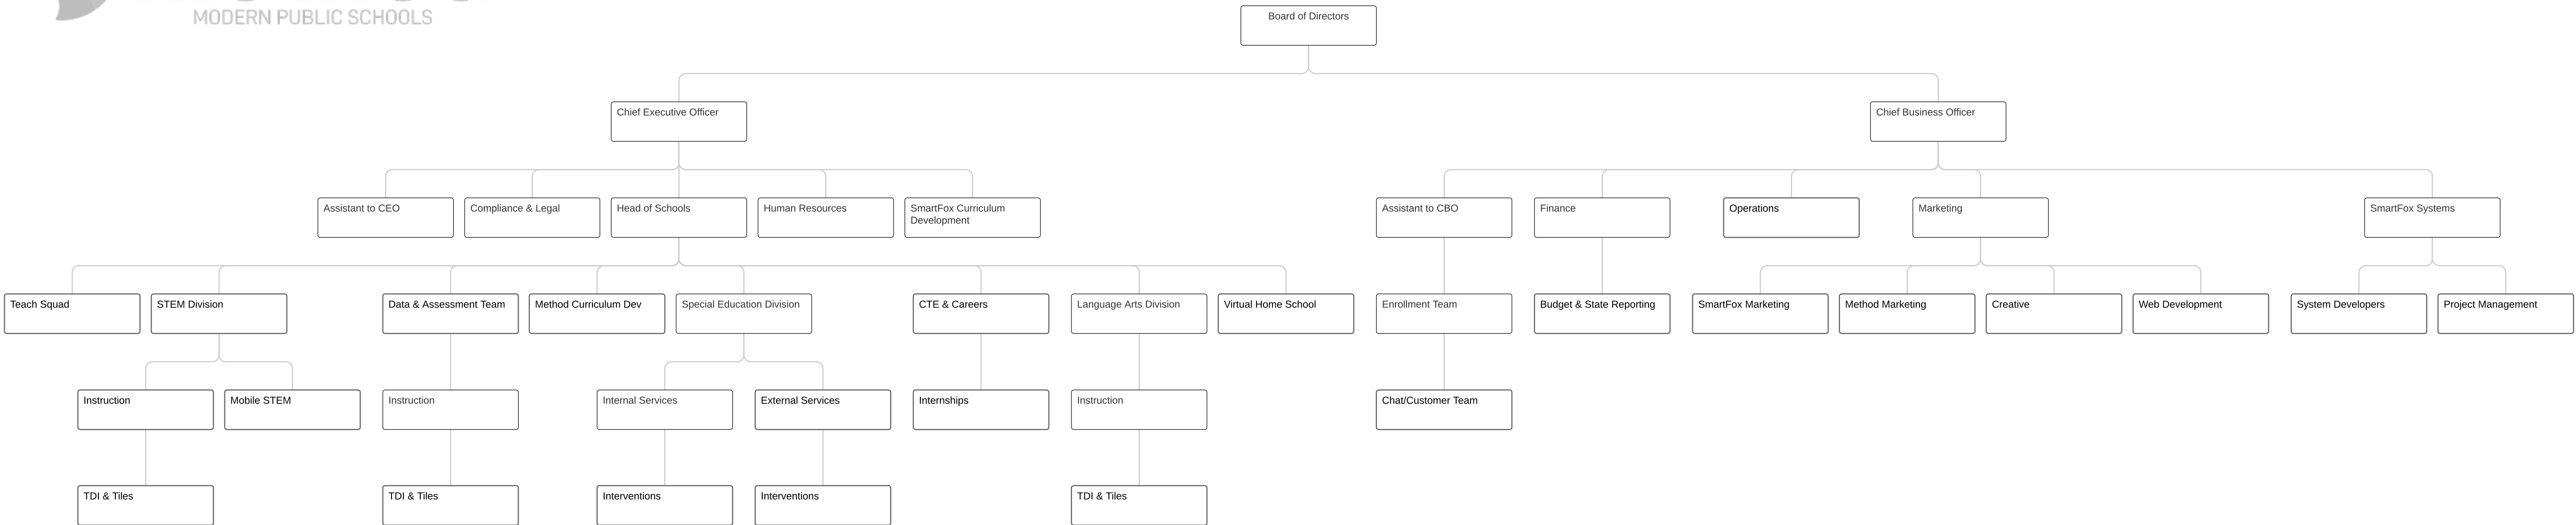 MODERN PUBLIC SCHOOLS
Board of Directors
Chief Executive Officer
Chief Business Officer
Assistant to CEO
Compliance & Legal
Head of Schools
Human Resources
SmartFox Curriculum
Development
Assistant to CBO
Finance
Operations
Marketing
SmartFox Systems
Teach Squad
STEM Division
Data & Assessment Team
Method Curriculum Dev
Special Education Division
CTE & Careers
Language Arts Division
Virtual Home School
Enrollment Team
Budget & State Reporting
SmartFox Marketing
Method Marketing
Creative
Web Development
System Developers
Project Management
Instruction
Mobile STEM
Instruction
Internal Services
External Services
Internships
Instruction
Chat/Customer Team
TDI & Tiles
TDI & Tiles
Interventions
Interventions
TDI & Tiles